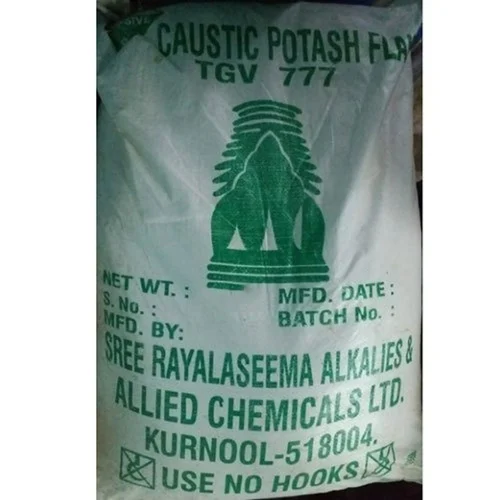 CAUSTIC POTASH FLA
TGV 777
NET WT. : MFD. DATE :
S. No. : BATCH No. :
MFD. BY:
SREE RAYALASEEMA ALKALIES &
ALLIED CHEMICALS LTD.
KURNOOL-518004.
USE NO HOOKS